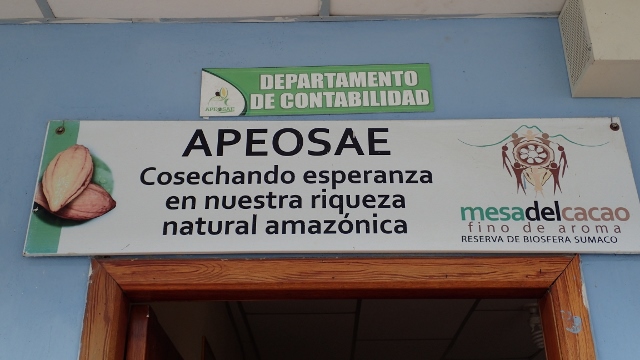 DEPARTAMENTO
DE CONTABILIDAD
APEOSAE
APEOSAE
Cosechando esperanza
en nuestra riqueza
natural amazónica
mesadelcacao
fino de aroma
RESERVA DE BIOSFERA SUMACO